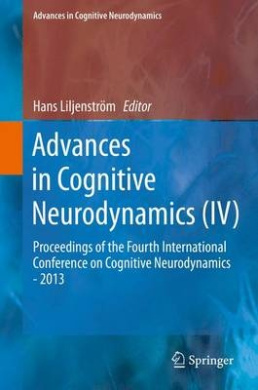 Advances in Cognitive Neurodynamics
Hans Liljenström Editor
Advances
in Cognitive
Neurodynamics (IV)
Proceedings of the Fourth International
Conference on Cognitive Neurodynamics
- 2013
Springer